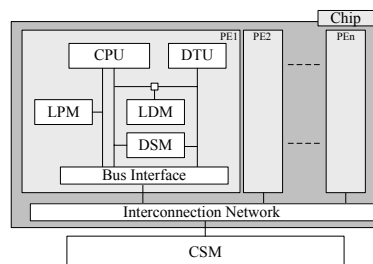 Chip
PE1
PE2
PEn
CPU
DTU
LPM
LDM
DSM
Bus Interface
Interconnection Network
CSM